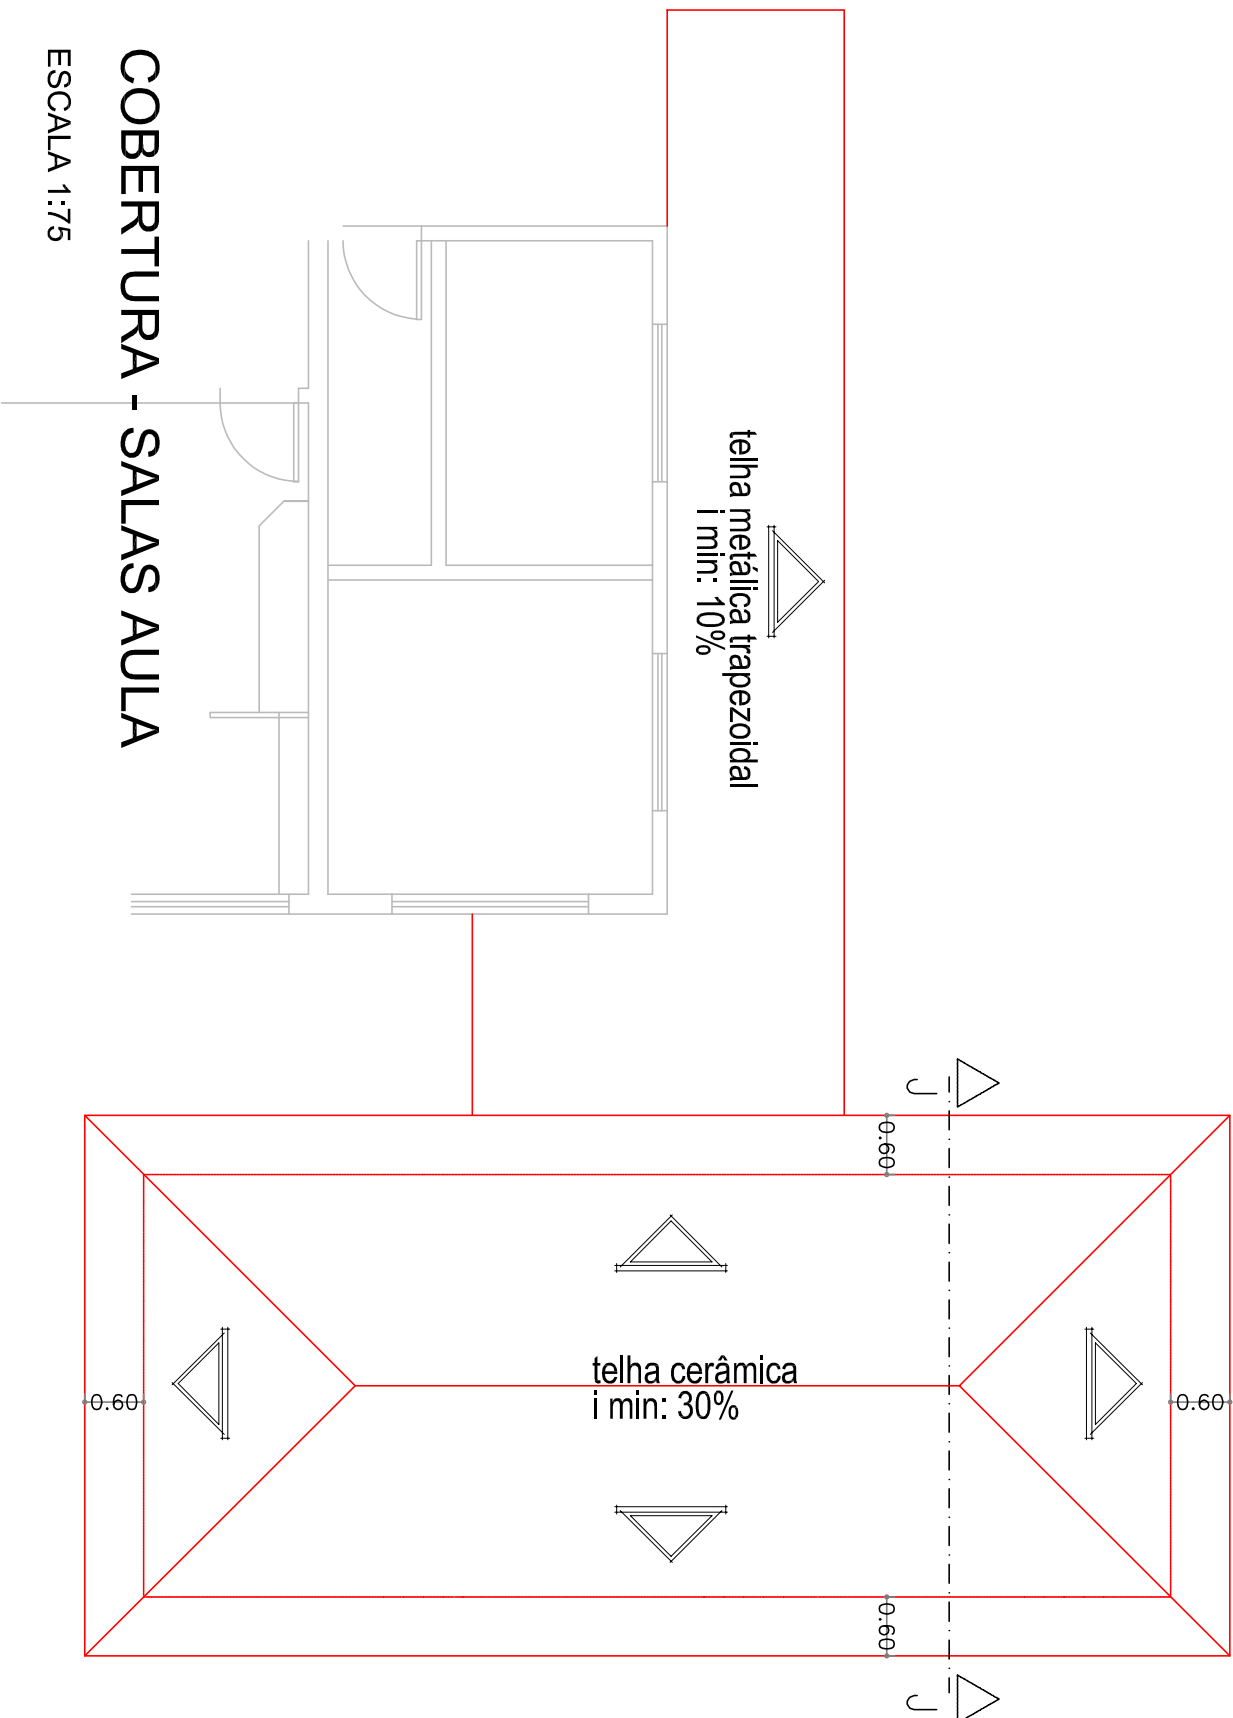 COBERTURA - SALAS AULA
ESCALA 1:75
telha metálica trapezoidal
i min: 10%
J
0.60
telha cerâmica
i min: 30%
0.60
0.60
0.60
J